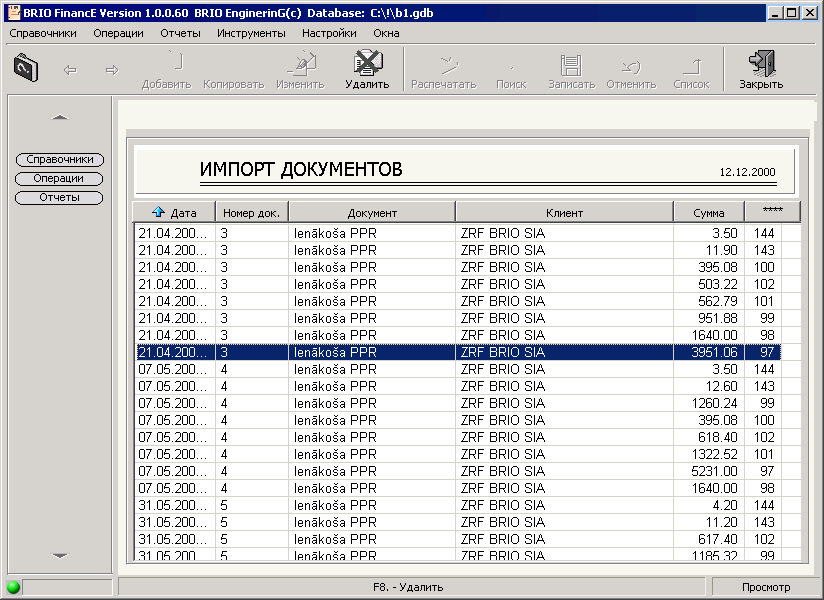 BRIO FinancE Version 1.0.0.60 BRIO EnginerinG(c) Database: C:\!\b1.gdb
Справочники Операции Отчеты Инструменты Настройки Окна
Добавить Копировать Изменить Удалить Распечатать Поиск Записать Отменить Список Закрыть
Справочники
Операции
Отчеты
ИМПОРТ ДОКУМЕНТОВ 12.12.2000
Дата Номер док. Документ Клиент Сумма ****
21.04.200... 3 Ienākoša PPR ZRF BRIO SIA 3.50 144
21.04.200... 3 Ienākoša PPR ZRF BRIO SIA 11.90 143
21.04.200... 3 Ienākoša PPR ZRF BRIO SIA 395.08 100
21.04.200... 3 Ienākoša PPR ZRF BRIO SIA 503.22 102
21.04.200... 3 Ienākoša PPR ZRF BRIO SIA 562.79 101
21.04.200... 3 Ienākoša PPR ZRF BRIO SIA 951.88 99
21.04.200... 3 Ienākoša PPR ZRF BRIO SIA 1640.00 98
21.04.200... 3 Ienākoša PPR ZRF BRIO SIA 3951.06 97
07.05.200... 4 Ienākoša PPR ZRF BRIO SIA 3.50 144
07.05.200... 4 Ienākoša PPR ZRF BRIO SIA 12.60 143
07.05.200... 4 Ienākoša PPR ZRF BRIO SIA 1260.24 99
07.05.200... 4 Ienākoša PPR ZRF BRIO SIA 395.08 100
07.05.200... 4 Ienākoša PPR ZRF BRIO SIA 618.40 102
07.05.200... 4 Ienākoša PPR ZRF BRIO SIA 1322.52 101
07.05.200... 4 Ienākoša PPR ZRF BRIO SIA 5231.00 97
07.05.200... 4 Ienākoša PPR ZRF BRIO SIA 1640.00 98
31.05.200... 5 Ienākoša PPR ZRF BRIO SIA 4.20 144
31.05.200... 5 Ienākoša PPR ZRF BRIO SIA 11.20 143
31.05.200... 5 Ienākoša PPR ZRF BRIO SIA 617.40 102
31.05.200... 5 Ienākoša PPR ZRF BRIO SIA 1185.32 99
F8. - Удалить Просмотр